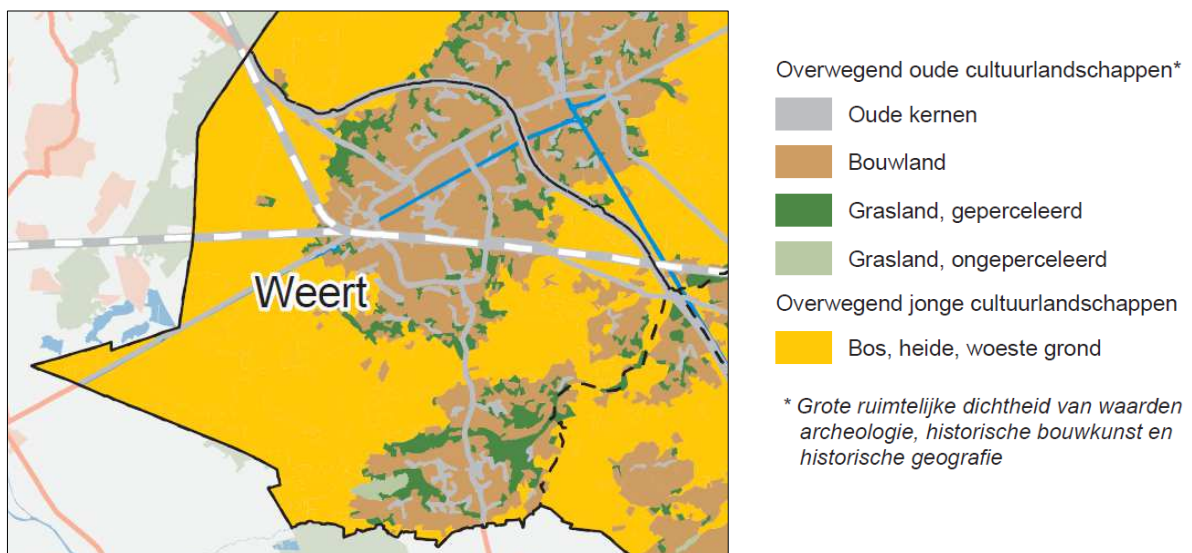 Weert
Overwegend oude cultuurlandschappen*
Oude kernen
Bouwland
Grasland, geperceleerd
Grasland, ongeperceleerd
Overwegend jonge cultuurlandschappen
Bos, heide, woeste grond
* Grote ruimtelijke dichtheid van waarden
archeologie, historische bouwkunst en
historische geografie